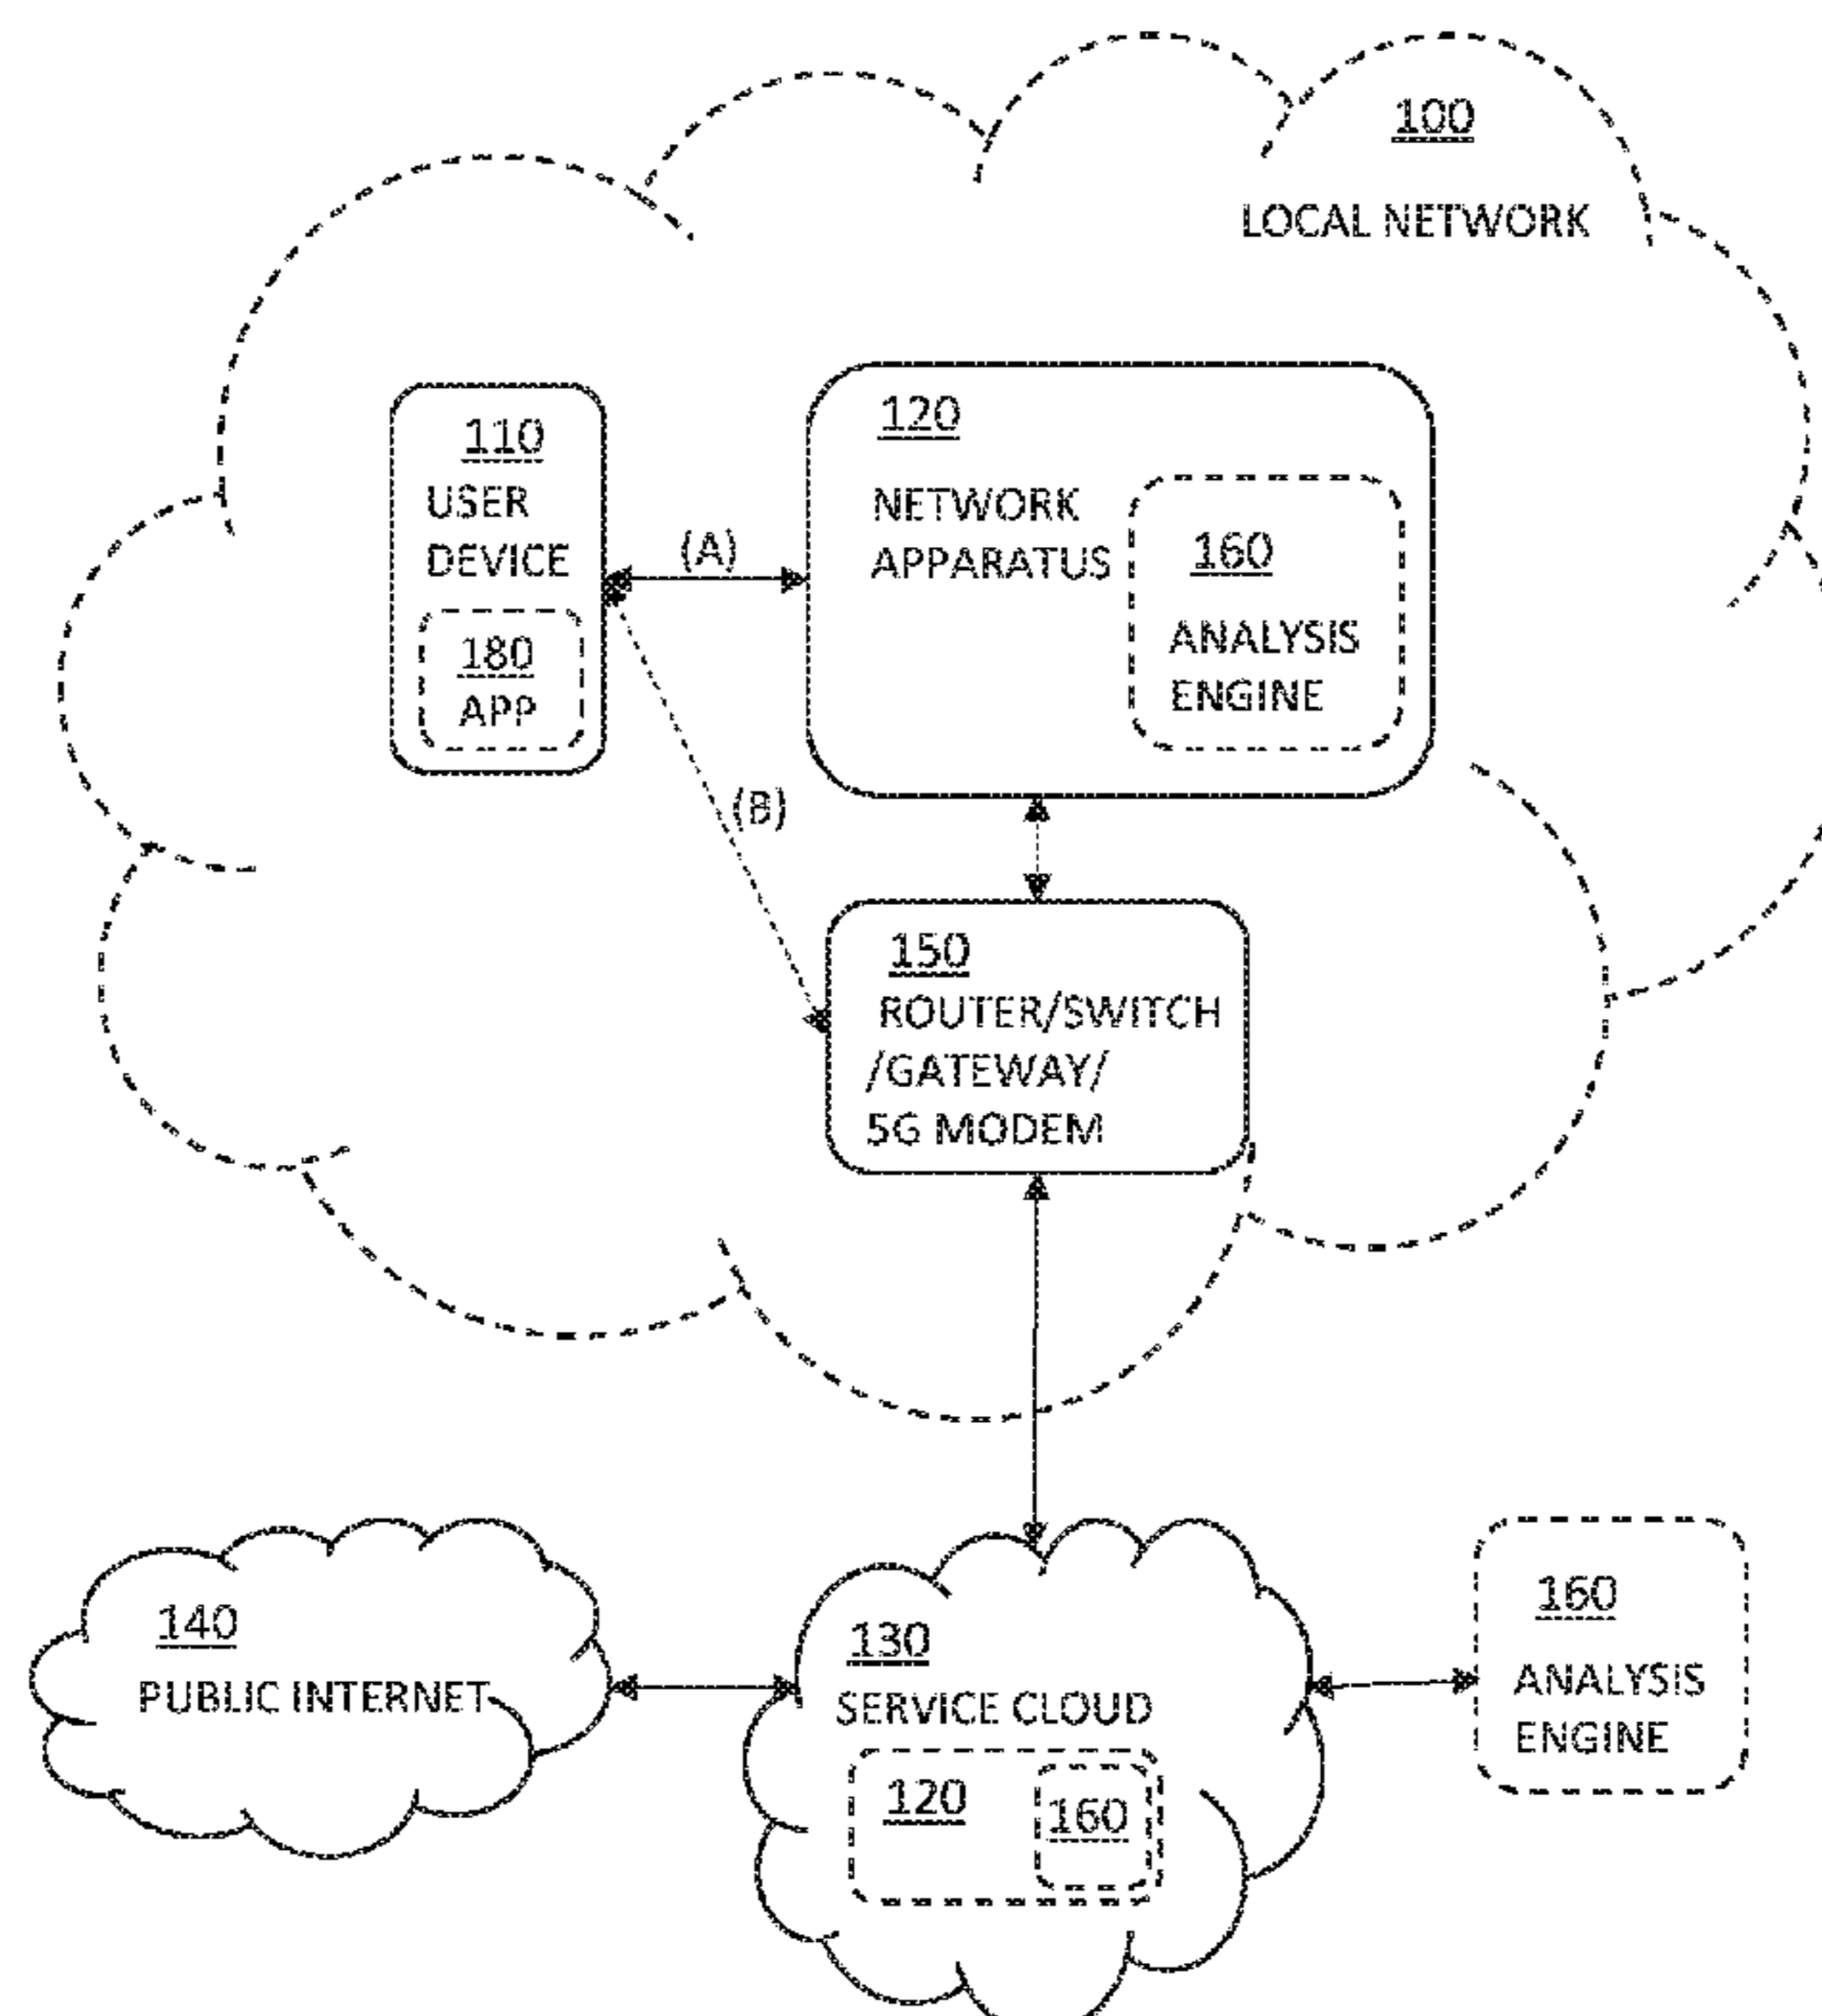 100
LOCAL NETWORK
110
USER
DEVICE
180
APP
(A)
120
NETWORK
APPARATUS
160
ANALYSIS
ENGINE
(B)
150
ROUTER/SWITCH
/GATEWAY/
5G MODEM
140
PUBLIC INTERNET
130
SERVICE CLOUD
120
160
160
ANALYSIS
ENGINE